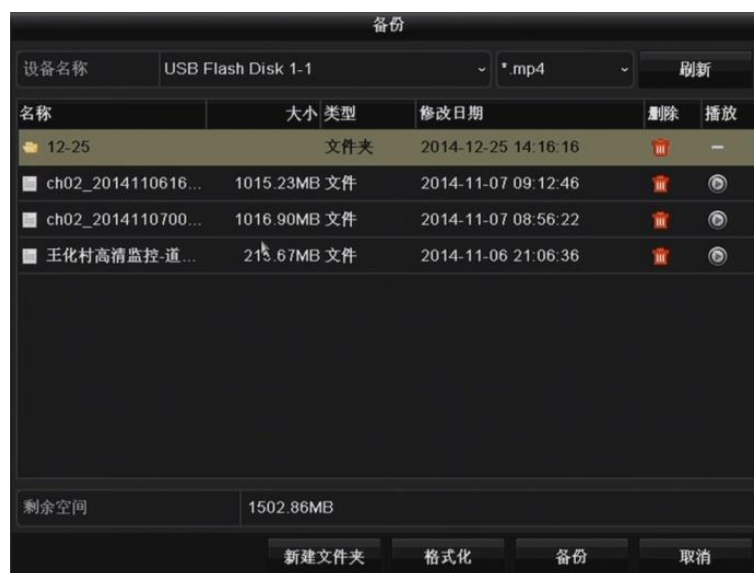 备份
设备名称 USB Flash Disk 1-1 *.mp4 刷新
名称 大小 类型 修改日期 删除 播放
12-25 文件夹 2014-12-25 14:16:16
ch02_2014110616... 1015.23MB 文件 2014-11-07 09:12:46
ch02_2014110700... 1016.90MB 文件 2014-11-07 08:56:22
王化村高清监控-道... 213.67MB 文件 2014-11-06 21:06:36
剩余空间 1502.86MB
新建文件夹 格式化 备份 取消